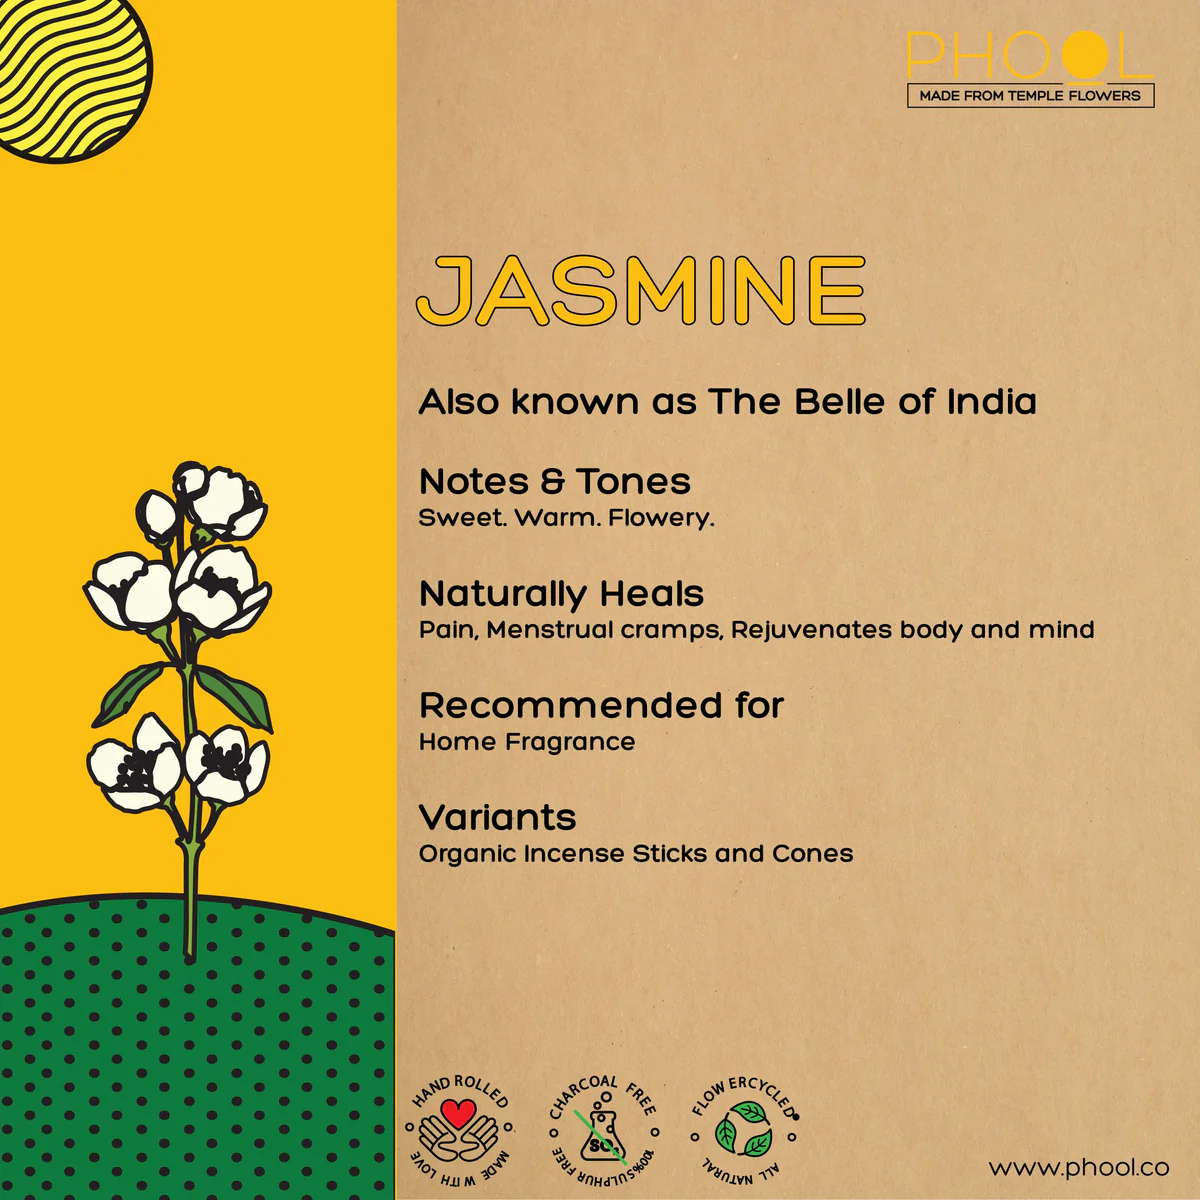 PHOOL
MADE FROM TEMPLE FLOWERS
JASMINE
Also known as The Belle of India
Notes & Tones
Sweet. Warm. Flowery.
Naturally Heals
Pain, Menstrual cramps, Rejuvenates body and mind
Recommended for
Home Fragrance
Variants
Organic Incense Sticks and Cones
HAND ROLLED
MADE WITH LOVE
CHARCOAL FREE
SO₂
100% SULPHUR FREE
FLOWERCYCLED®
ALL NATURAL
www.phool.co